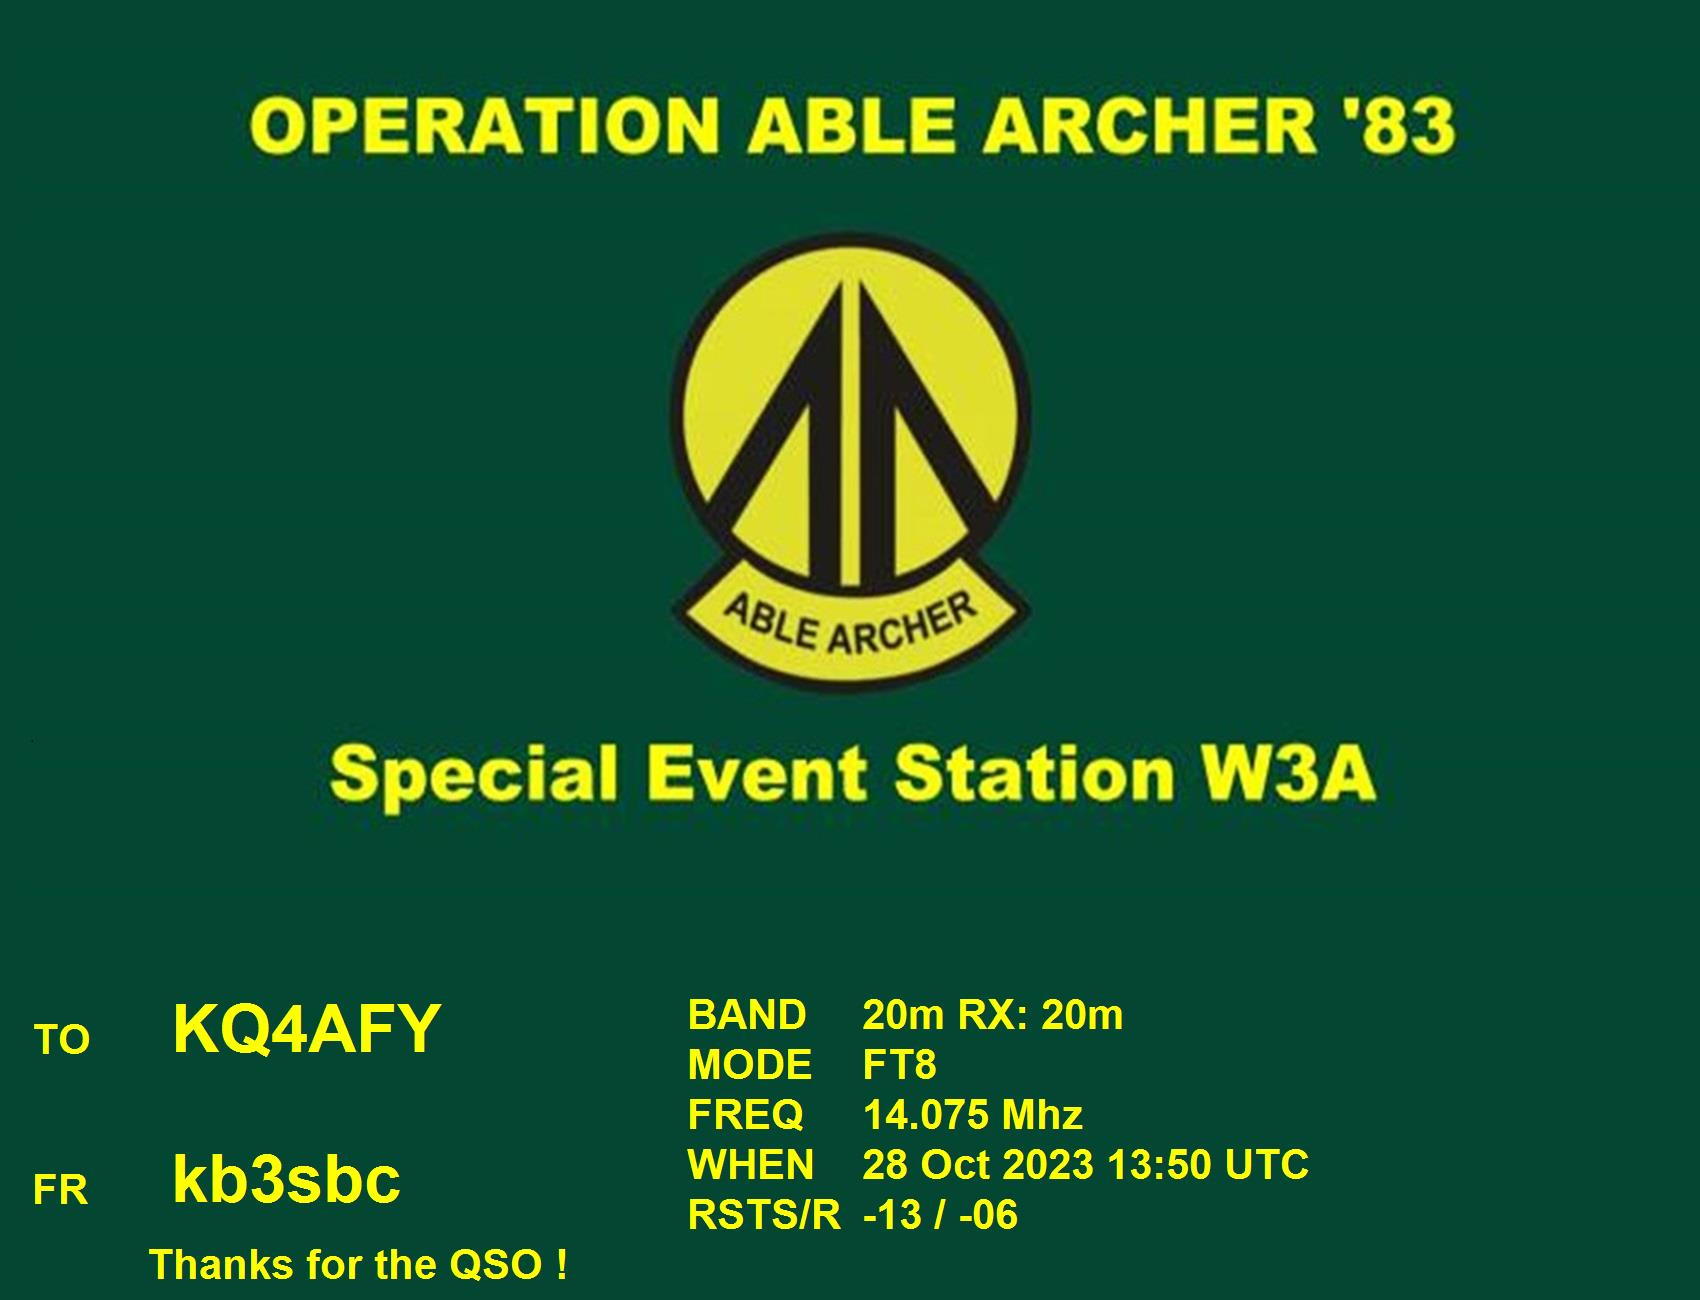 OPERATION ABLE ARCHER '83
ABLE ARCHER
Special Event Station W3A
TO KQ4AFY
FR kb3sbc
Thanks for the QSO !
BAND 20m RX: 20m
MODE FT8
FREQ 14.075 Mhz
WHEN 28 Oct 2023 13:50 UTC
RSTS/R -13 / -06